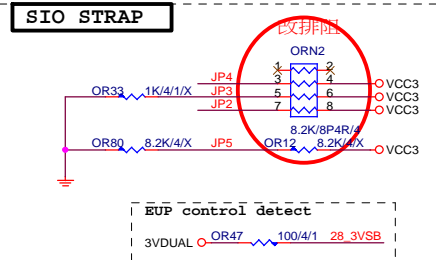 SIO STRAP
改排阻
ORN2
1 2
JP4 3 4 VCC3
OR33 1K/4/1/X JP3 5 6 VCC3
JP2 7 8 VCC3
8.2K/8P4R/4
OR80 8.2K/4/X JP5 OR12 8.2K/4/X VCC3
EUP control detect
3VDUAL OR47 100/4/1 28_3VSB